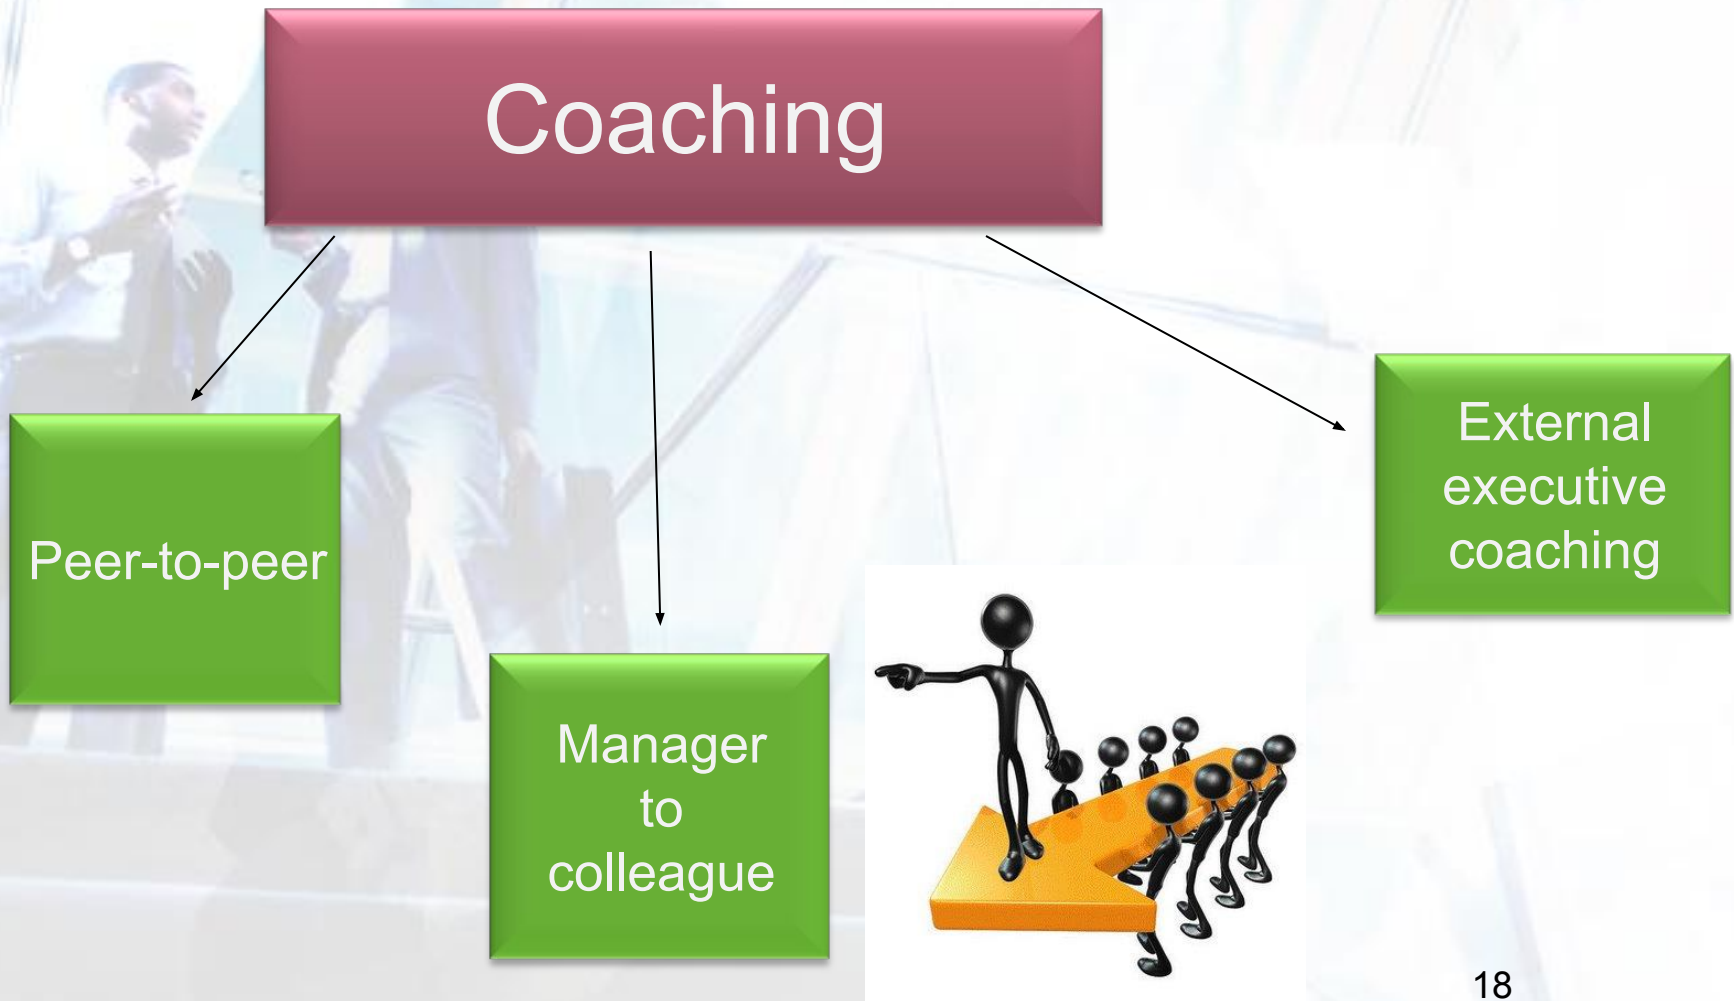 Coaching
Peer-to-peer
Manager
to
colleague
External
executive
coaching
18